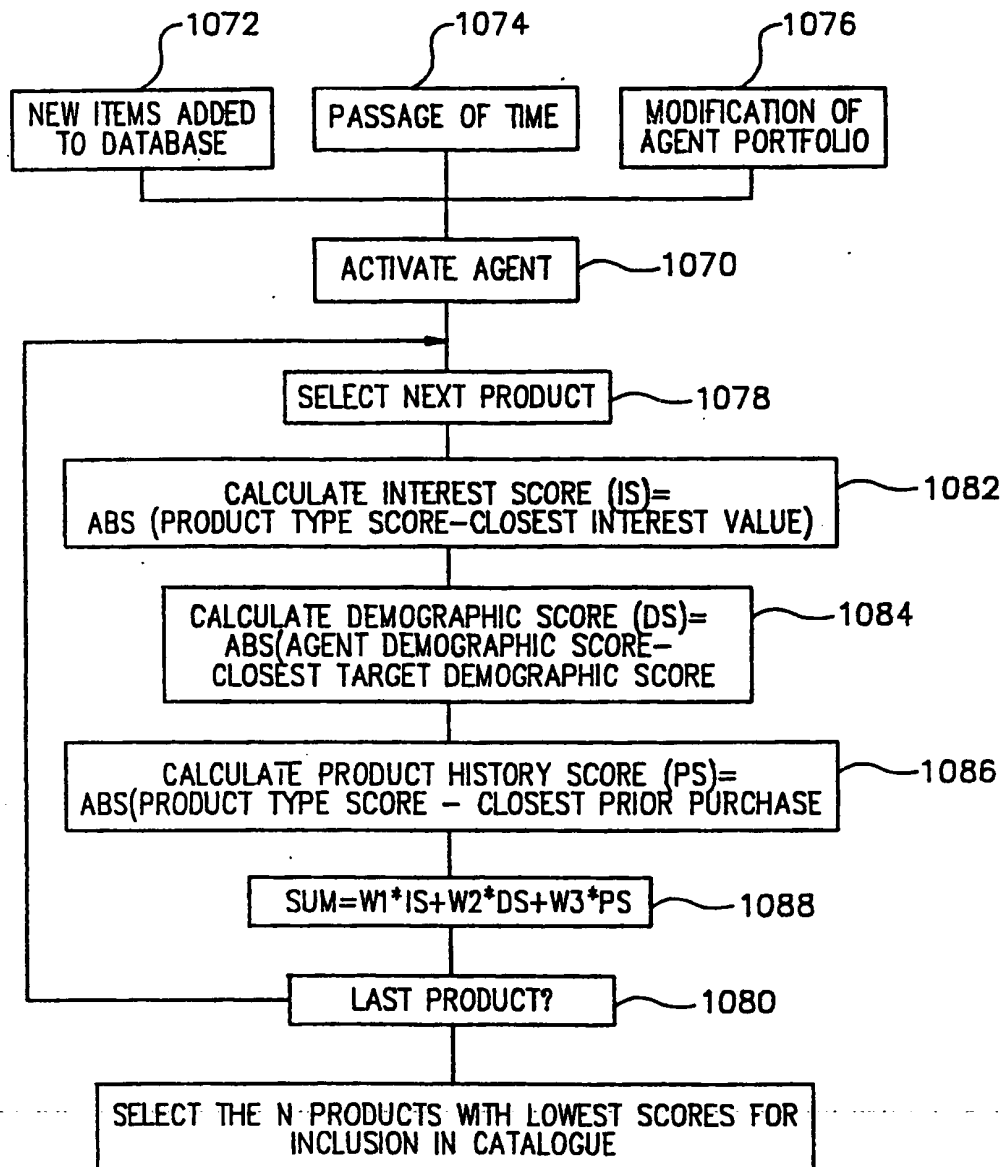 1072
1074
1076
NEW ITEMS ADDED
TO DATABASE
PASSAGE OF TIME
MODIFICATION OF
AGENT PORTFOLIO
ACTIVATE AGENT
1070
SELECT NEXT PRODUCT
1078
CALCULATE INTEREST SCORE (IS)=
ABS (PRODUCT TYPE SCORE-CLOSEST INTEREST VALUE)
1082
CALCULATE DEMOGRAPHIC SCORE (DS)=
ABS(AGENT DEMOGRAPHIC SCORE-
CLOSEST TARGET DEMOGRAPHIC SCORE
1084
CALCULATE PRODUCT HISTORY SCORE (PS)=
ABS(PRODUCT TYPE SCORE - CLOSEST PRIOR PURCHASE
1086
SUM=W1*IS+W2*DS+W3*PS
1088
LAST PRODUCT?
1080
SELECT THE N PRODUCTS WITH LOWEST SCORES FOR
INCLUSION IN CATALOGUE